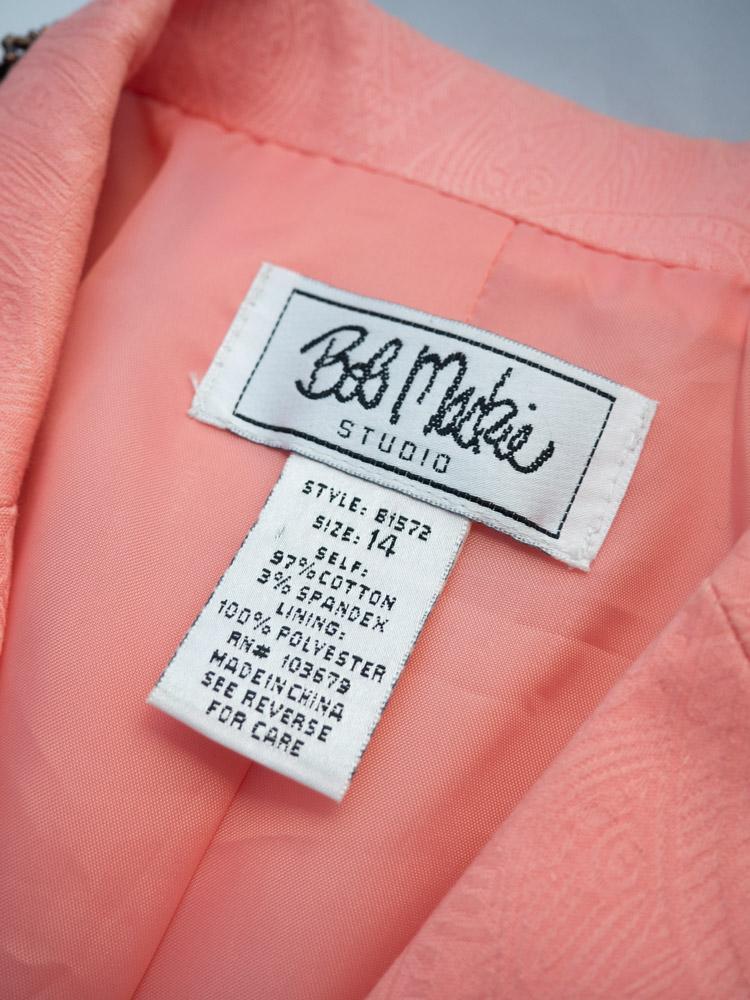 Bob Mackie
STUDIO
STYLE: B1572
SIZE: 14
SELF:
97% COTTON
3% SPANDEX
LINING:
100% POLYESTER
RN# 103679
MADE IN CHINA
SEE REVERSE
FOR CARE